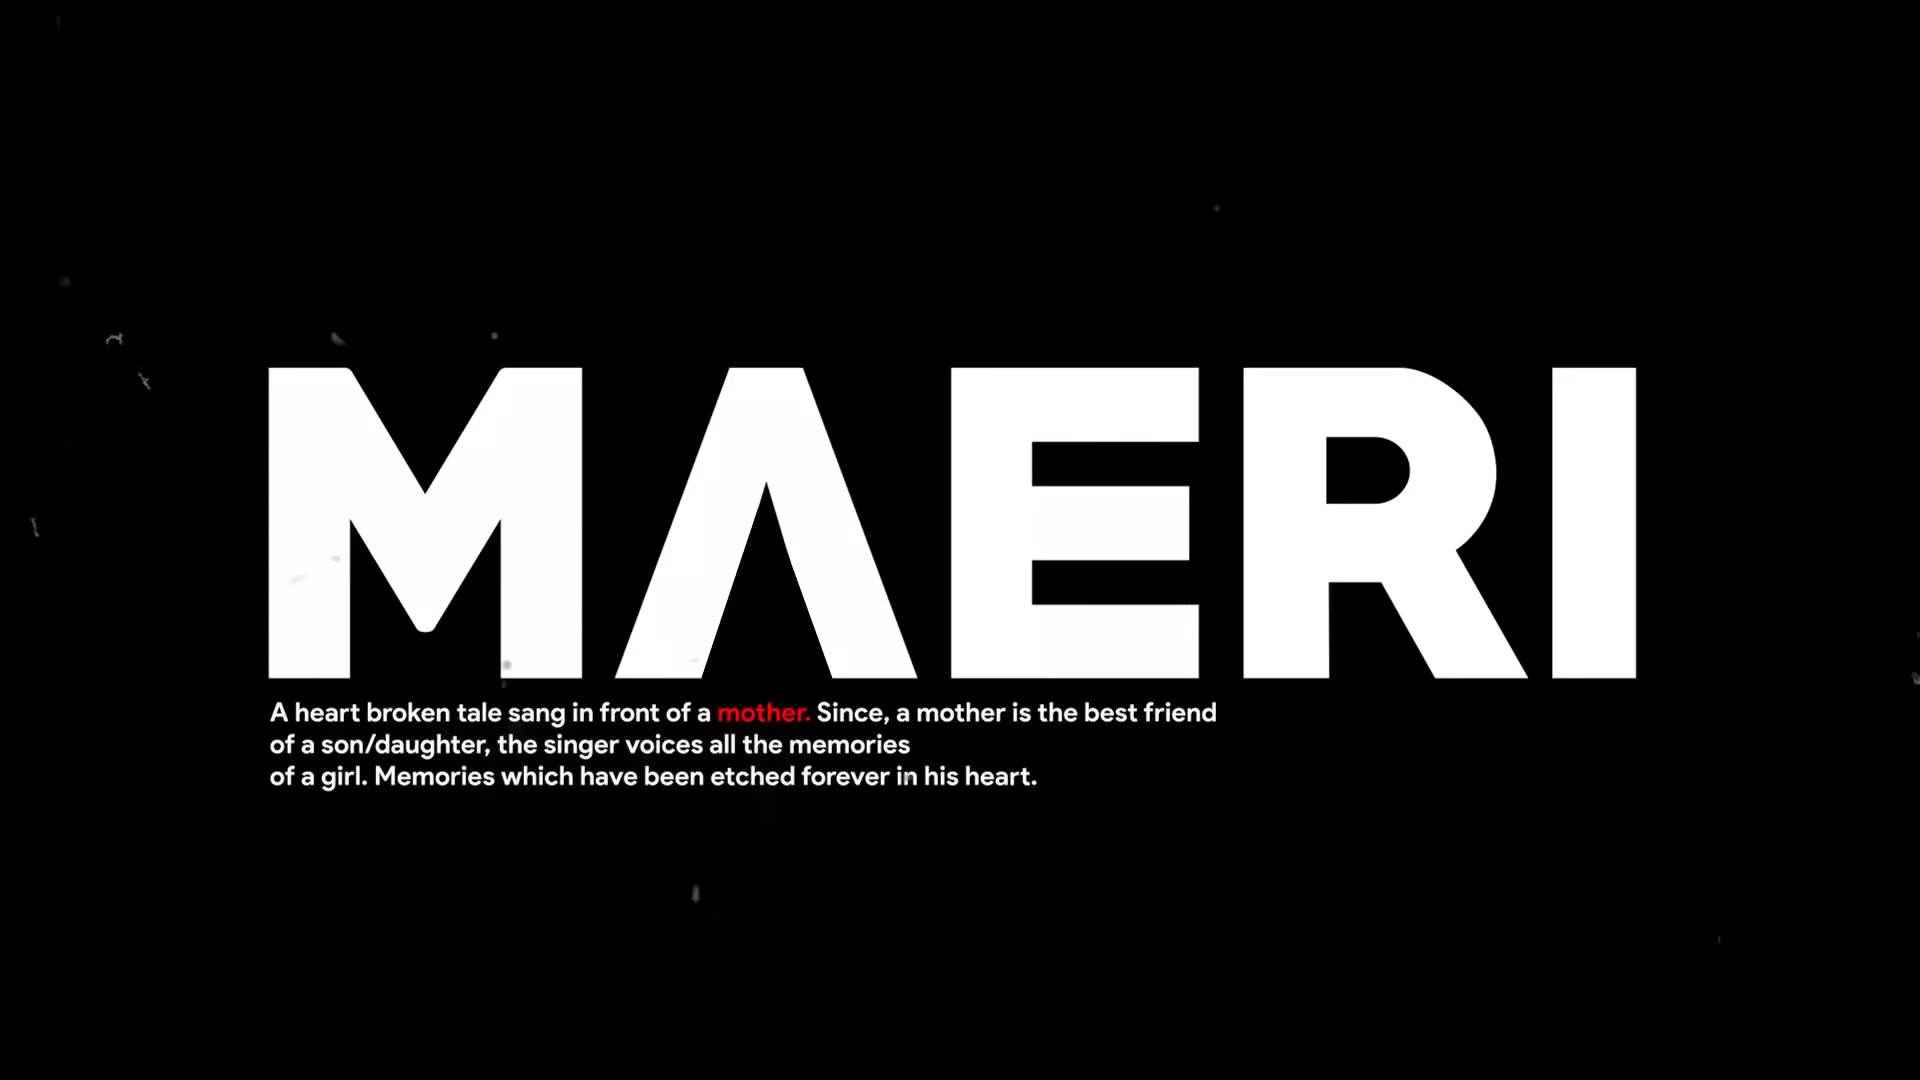 MAERI
A heart broken tale sang in front of a mother. Since, a mother is the best friend
of a son/daughter, the singer voices all the memories
of a girl. Memories which have been etched forever in his heart.